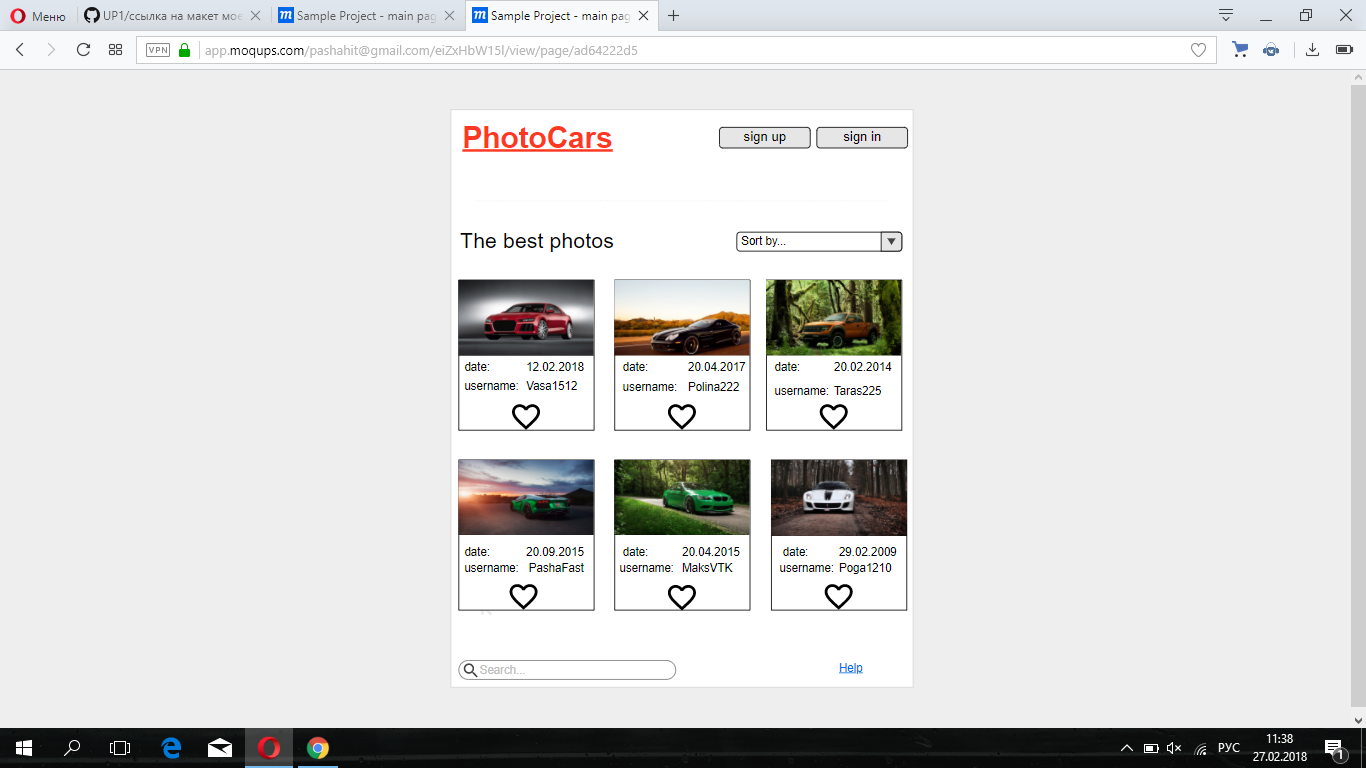 Меню
UP1/ссылка на макет мое
Sample Project - main pag
Sample Project - main pag
VPN
app.moqups.com/pashahit@gmail.com/eiZxHbW15l/view/page/ad64222d5
PhotoCars
sign up
sign in
The best photos
Sort by...
date: 12.02.2018
username: Vasa1512
date: 20.04.2017
username: Polina222
date: 20.02.2014
username: Taras225
date: 20.09.2015
username: PashaFast
date: 20.04.2015
username: MaksVTK
date: 29.02.2009
username: Poga1210
Search...
Help
РУС
11:38
27.02.2018
1